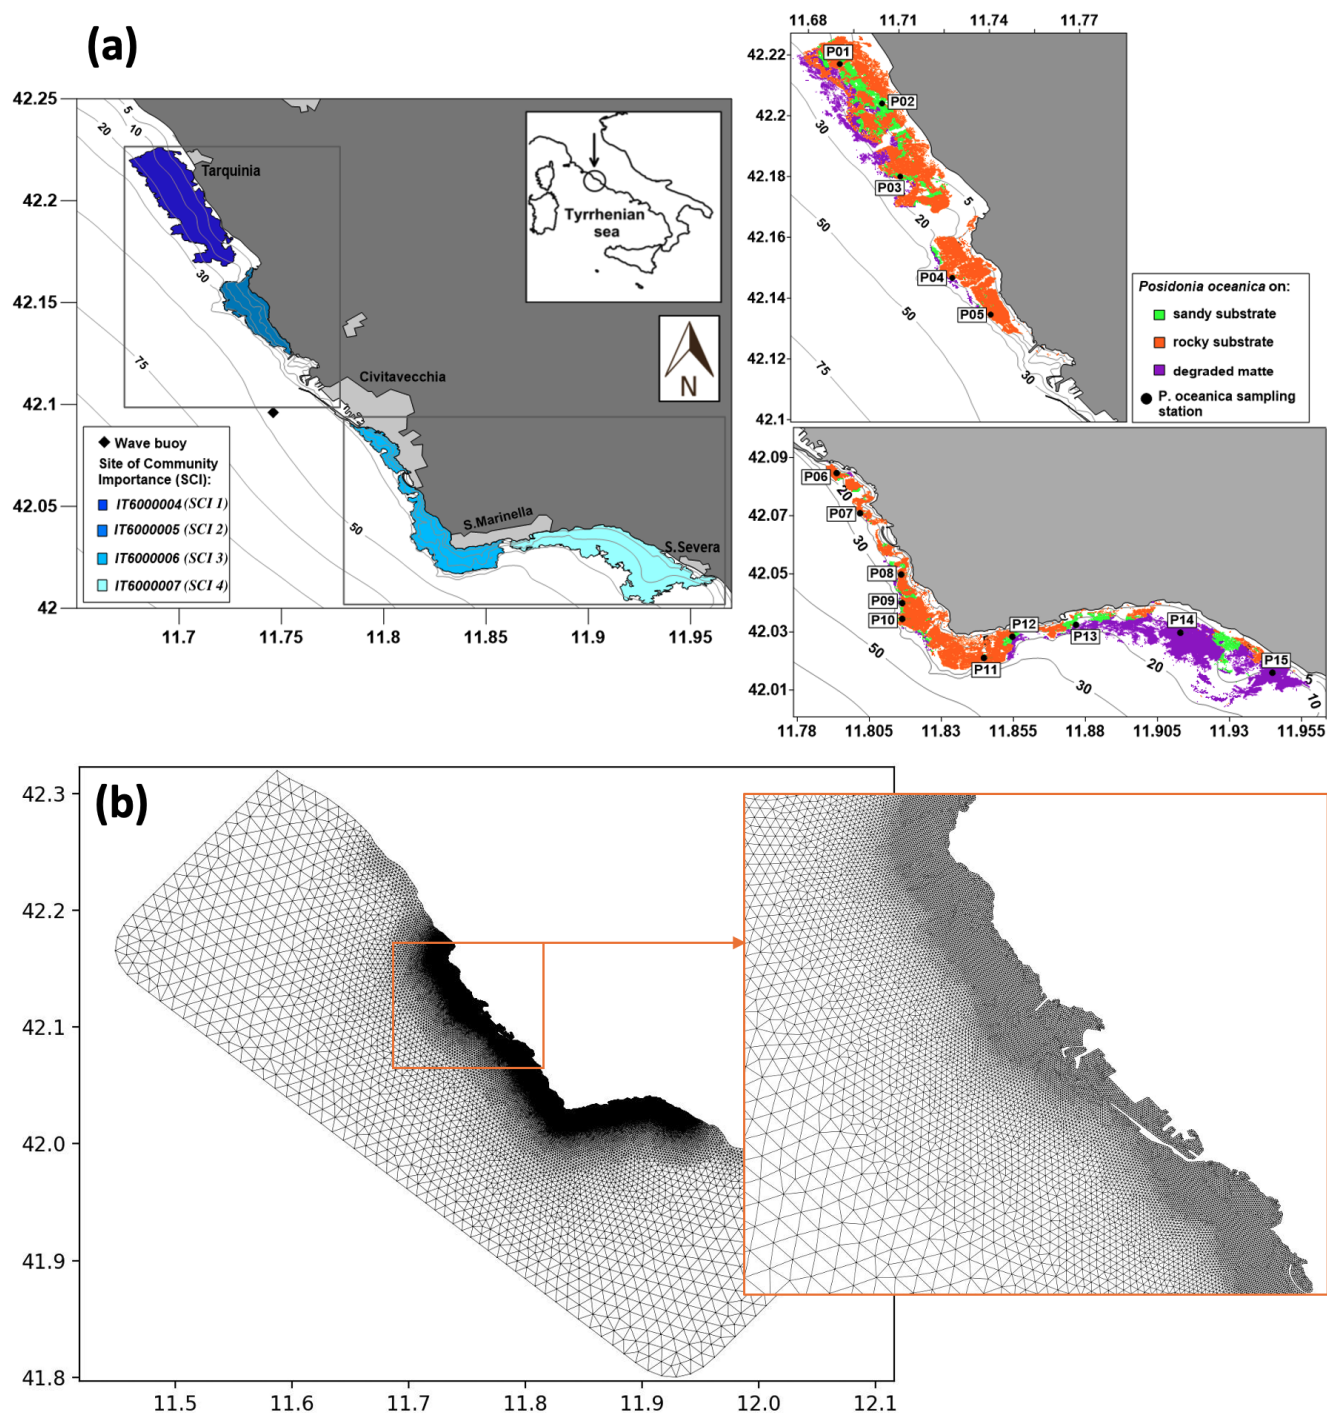 (a)
42.25
42.2
42.15
42.1
42.05
42
11.7
11.75
11.8
11.85
11.9
11.95
5
10
20
30
75
50
Tarquinia
Civitavecchia
S.Marinella
S.Severa
Tyrrhenian
sea
N
Wave buoy
Site of Community
Importance (SCI):
IT6000004 (SCI 1)
IT6000005 (SCI 2)
IT6000006 (SCI 3)
IT6000007 (SCI 4)
11.68
11.71
11.74
11.77
42.22
42.2
42.18
42.16
42.14
42.12
42.1
P01
P02
P03
P04
P05
30
50
75
20
5
50
30
Posidonia oceanica on:
sandy substrate
rocky substrate
degraded matte
P. oceanica sampling
station
42.09
42.07
42.05
42.03
42.01
11.78
11.805
11.83
11.855
11.88
11.905
11.93
11.955
P06
P07
P08
P09
P10
P11
P12
P13
P14
P15
20
30
50
30
20
5
10
(b)
42.3
42.2
42.1
42.0
41.9
41.8
11.5
11.6
11.7
11.8
11.9
12.0
12.1